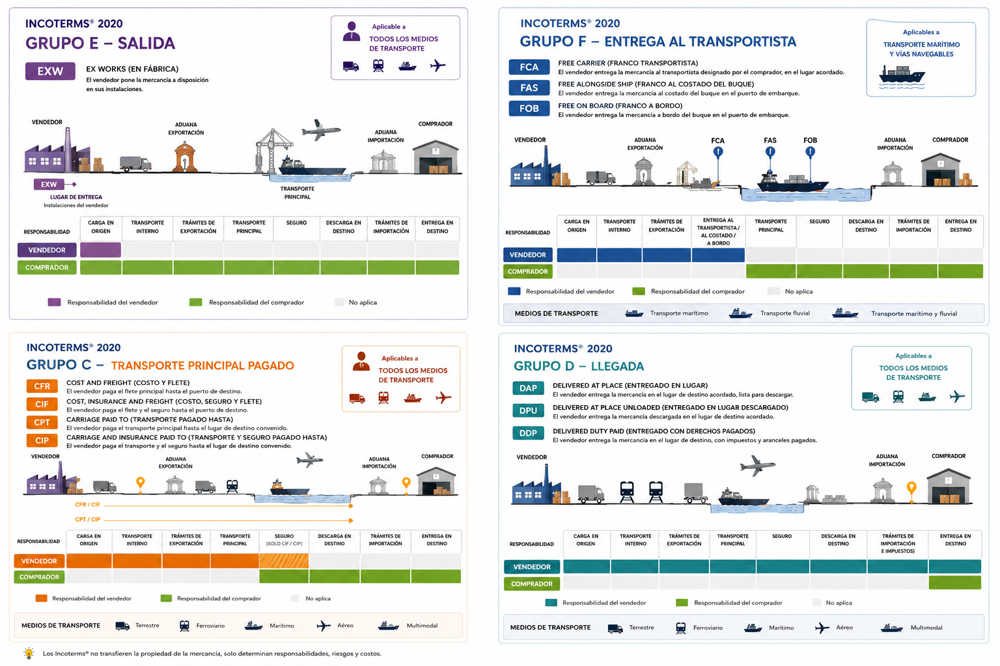 INCOTERMS® 2020
GRUPO E – SALIDA
Aplicable a
TODOS LOS MEDIOS
DE TRANSPORTE
EXW
EX WORKS (EN FÁBRICA)
El vendedor pone la mercancía a disposición
en sus instalaciones.
VENDEDOR
ADUANA
EXPORTACIÓN
ADUANA
IMPORTACIÓN
COMPRADOR
EXW
LUGAR DE ENTREGA
Instalaciones del vendedor
TRANSPORTE
PRINCIPAL
RESPONSABILIDAD
CARGA EN
ORIGEN
TRANSPORTE
INTERNO
TRÁMITES DE
EXPORTACIÓN
TRANSPORTE
PRINCIPAL
SEGURO
DESCARGA EN
DESTINO
TRÁMITES DE
IMPORTACIÓN
ENTREGA EN
DESTINO
VENDEDOR
COMPRADOR
Responsabilidad del vendedor
Responsabilidad del comprador
No aplica
INCOTERMS® 2020
GRUPO F – ENTREGA AL TRANSPORTISTA
Aplicables a
TRANSPORTE MARÍTIMO
Y VÍAS NAVEGABLES
FCA
FREE CARRIER (FRANCO TRANSPORTISTA)
El vendedor entrega la mercancía al transportista designado por el comprador, en el lugar acordado.
FAS
FREE ALONGSIDE SHIP (FRANCO AL COSTADO DEL BUQUE)
El vendedor entrega la mercancía al costado del buque en el puerto de embarque.
FOB
FREE ON BOARD (FRANCO A BORDO)
El vendedor entrega la mercancía a bordo del buque en el puerto de embarque.
VENDEDOR
ADUANA
EXPORTACIÓN
FCA
FAS
FOB
ADUANA
IMPORTACIÓN
COMPRADOR
RESPONSABILIDAD
CARGA EN
ORIGEN
TRANSPORTE
INTERNO
TRÁMITES DE
EXPORTACIÓN
ENTREGA AL
TRANSPORTISTA /
AL COSTADO /
A BORDO
TRANSPORTE
PRINCIPAL
SEGURO
DESCARGA EN
DESTINO
TRÁMITES DE
IMPORTACIÓN
ENTREGA EN
DESTINO
VENDEDOR
COMPRADOR
Responsabilidad del vendedor
Responsabilidad del comprador
No aplica
MEDIOS DE TRANSPORTE
Transporte marítimo
Transporte fluvial
Transporte marítimo y fluvial
INCOTERMS® 2020
GRUPO C – TRANSPORTE PRINCIPAL PAGADO
Aplicables a
TODOS LOS MEDIOS
DE TRANSPORTE
CFR
COST AND FREIGHT (COSTO Y FLETE)
El vendedor paga el flete principal hasta el puerto de destino.
CIF
COST, INSURANCE AND FREIGHT (COSTO, SEGURO Y FLETE)
El vendedor paga el flete y el seguro hasta el puerto de destino.
CPT
CARRIAGE PAID TO (TRANSPORTE PAGADO HASTA)
El vendedor paga el transporte principal hasta el lugar de destino convenido.
CIP
CARRIAGE AND INSURANCE PAID TO (TRANSPORTE Y SEGURO PAGADO HASTA)
El vendedor paga el transporte y el seguro hasta el lugar de destino convenido.
VENDEDOR
ADUANA
EXPORTACIÓN
ADUANA
IMPORTACIÓN
COMPRADOR
CFR / CIF
CPT / CIP
RESPONSABILIDAD
CARGA EN
ORIGEN
TRANSPORTE
INTERNO
TRÁMITES DE
EXPORTACIÓN
TRANSPORTE
PRINCIPAL
SEGURO
(SOLO CIF / CIP)
DESCARGA EN
DESTINO
TRÁMITES DE
IMPORTACIÓN
ENTREGA EN
DESTINO
VENDEDOR
COMPRADOR
Responsabilidad del vendedor
Responsabilidad del comprador
No aplica
MEDIOS DE TRANSPORTE
Terrestre
Ferroviario
Marítimo
Aéreo
Multimodal
Los Incoterms® no transfieren la propiedad de la mercancía, solo determinan responsabilidades, riesgos y costos.
INCOTERMS® 2020
GRUPO D – LLEGADA
Aplicables a
TODOS LOS MEDIOS
DE TRANSPORTE
DAP
DELIVERED AT PLACE (ENTREGADO EN LUGAR)
El vendedor entrega la mercancía en el lugar de destino acordado, lista para descargar.
DPU
DELIVERED AT PLACE UNLOADED (ENTREGADO EN LUGAR DESCARGADO)
El vendedor entrega la mercancía descargada en el lugar de destino acordado.
DDP
DELIVERED DUTY PAID (ENTREGADO CON DERECHOS PAGADOS)
El vendedor entrega la mercancía en el lugar de destino, con impuestos y aranceles pagados.
VENDEDOR
ADUANA
IMPORTACIÓN
COMPRADOR
RESPONSABILIDAD
CARGA EN
ORIGEN
TRANSPORTE
INTERNO
TRÁMITES DE
EXPORTACIÓN
TRANSPORTE
PRINCIPAL
SEGURO
DESCARGA EN
DESTINO
TRÁMITES DE
IMPORTACIÓN
E IMPUESTOS)
ENTREGA EN
DESTINO
VENDEDOR
COMPRADOR
Responsabilidad del vendedor
Responsabilidad del comprador
No aplica
MEDIOS DE TRANSPORTE
Terrestre
Ferroviario
Marítimo
Aéreo
Multimodal